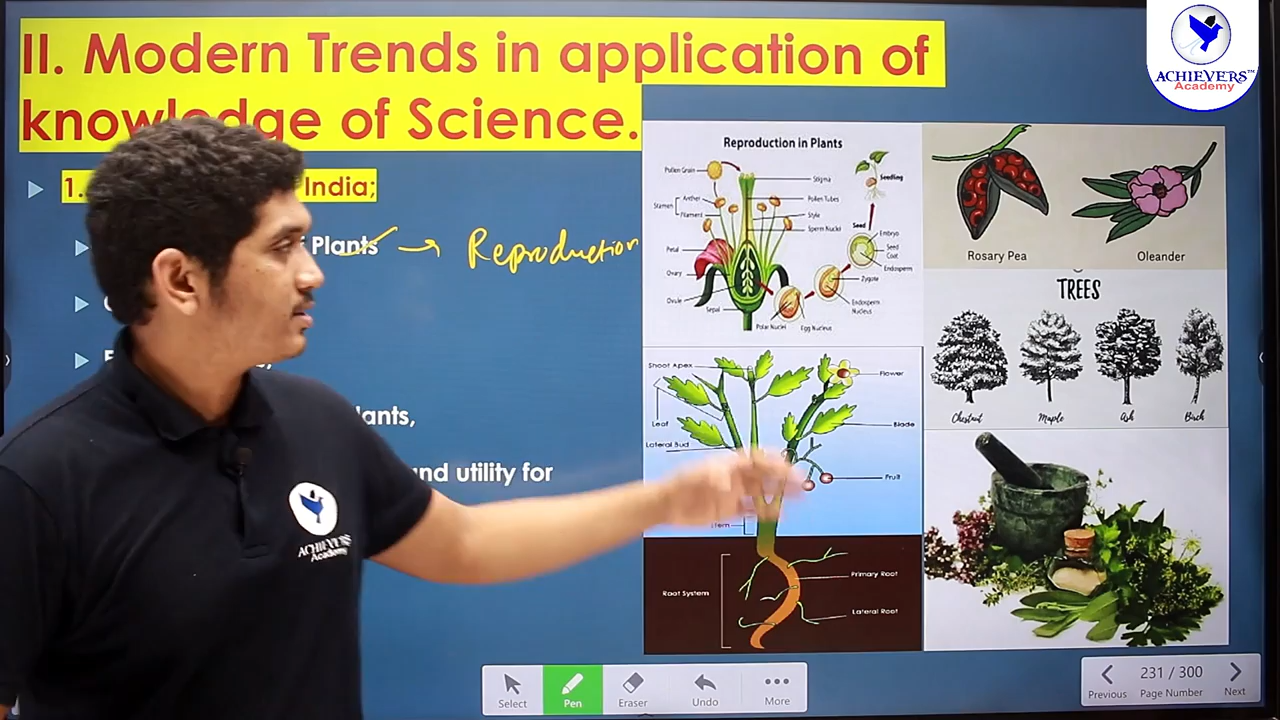 II. Modern Trends in application of
knowledge of Science.
1.
India;
Plants → Reproduction
lants,
and utility for
ACHIEVERS™
Academy
Reproduction in Plants
Pollen Grain
Stigma
Seedling
Stamen
Anther
Filament
Pollen Tubes
Style
Sperm Nuclei
Seed
Embryo
Seed
Coat
Endosperm
Petal
Ovary
Zygote
Ovule
Endosperm
Nucleus
Sepal
Polar Nuclei
Egg Nucleus
Rosary Pea
Oleander
TREES
Chestnut
Maple
Ash
Birch
Shoot Apex
Flower
Leaf
Blade
Lateral Bud
Fruit
Stem
Root System
Primary Root
Lateral Root
ACHIEVERS
Academy
Select
Pen
Eraser
Undo
More
Previous
231 / 300
Page Number
Next